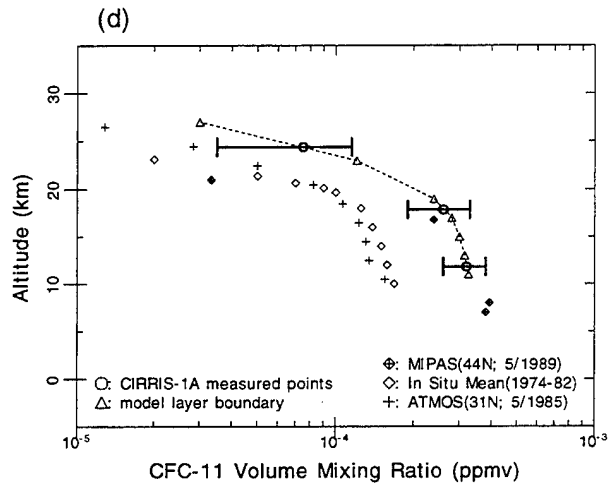 (d)
Altitude (km)
30
20
10
0
: MIPAS(44N; 5/1989)
: CIRRIS-1A measured points
: In Situ Mean(1974-82)
: model layer boundary
: ATMOS(31N; 5/1985)
10⁻⁵
10⁻⁴
10⁻³
CFC-11 Volume Mixing Ratio (ppmv)